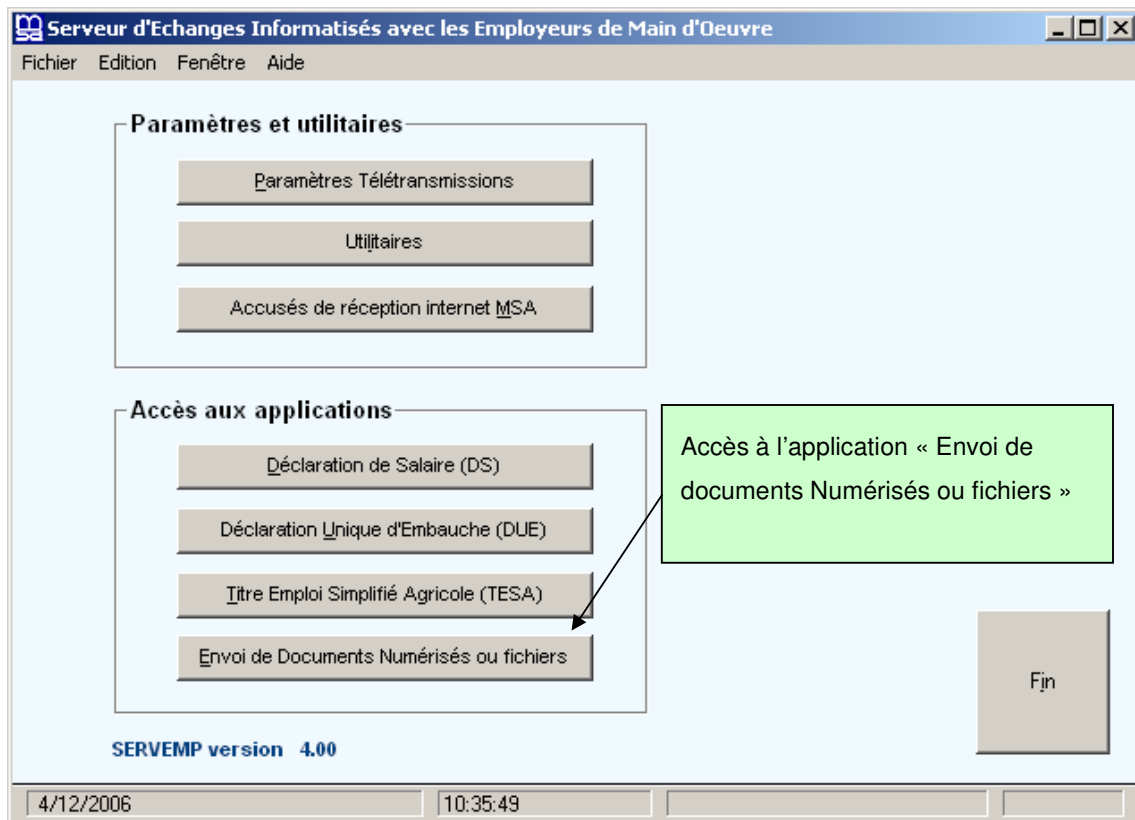 Serveur d'Echanges Informatisés avec les Employeurs de Main d'Oeuvre
Fichier Edition Fenêtre Aide
Paramètres et utilitaires
Paramètres Télétransmissions
Utilitaires
Accusés de réception internet MSA
Accès aux applications
Déclaration de Salaire (DS)
Déclaration Unique d'Embauche (DUE)
Titre Emploi Simplifié Agricole (TESA)
Envoi de Documents Numérisés ou fichiers
Accès à l'application « Envoi de
documents Numérisés ou fichiers »
Fin
SERVEMP version 4.00
4/12/2006 10:35:49